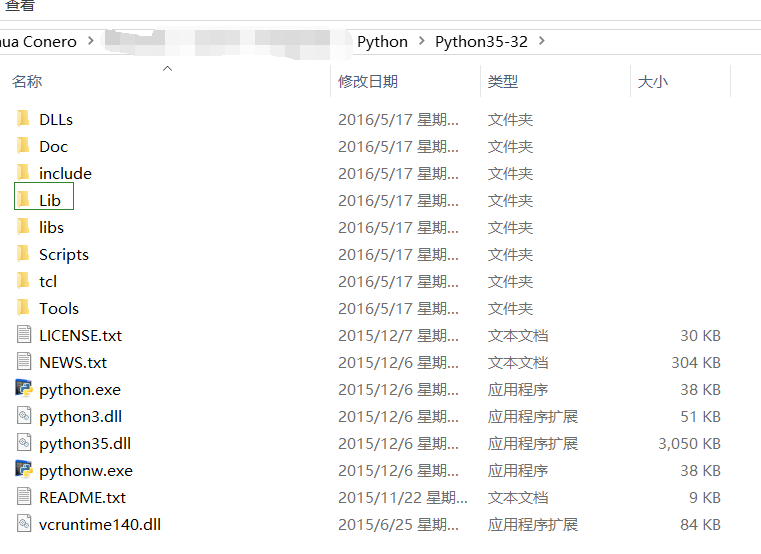 查看
ua Conero Python Python35-32
名称 修改日期 类型 大小
DLLs 2016/5/17 星期... 文件夹
Doc 2016/5/17 星期... 文件夹
include 2016/5/17 星期... 文件夹
Lib 2016/5/17 星期... 文件夹
libs 2016/5/17 星期... 文件夹
Scripts 2016/5/17 星期... 文件夹
tcl 2016/5/17 星期... 文件夹
Tools 2016/5/17 星期... 文件夹
LICENSE.txt 2015/12/7 星期... 文本文档 30 KB
NEWS.txt 2015/12/6 星期... 文本文档 304 KB
python.exe 2015/12/6 星期... 应用程序 38 KB
python3.dll 2015/12/6 星期... 应用程序扩展 51 KB
python35.dll 2015/12/6 星期... 应用程序扩展 3,050 KB
pythonw.exe 2015/12/6 星期... 应用程序 38 KB
README.txt 2015/11/22 星期... 文本文档 9 KB
vcruntime140.dll 2015/6/25 星期... 应用程序扩展 84 KB